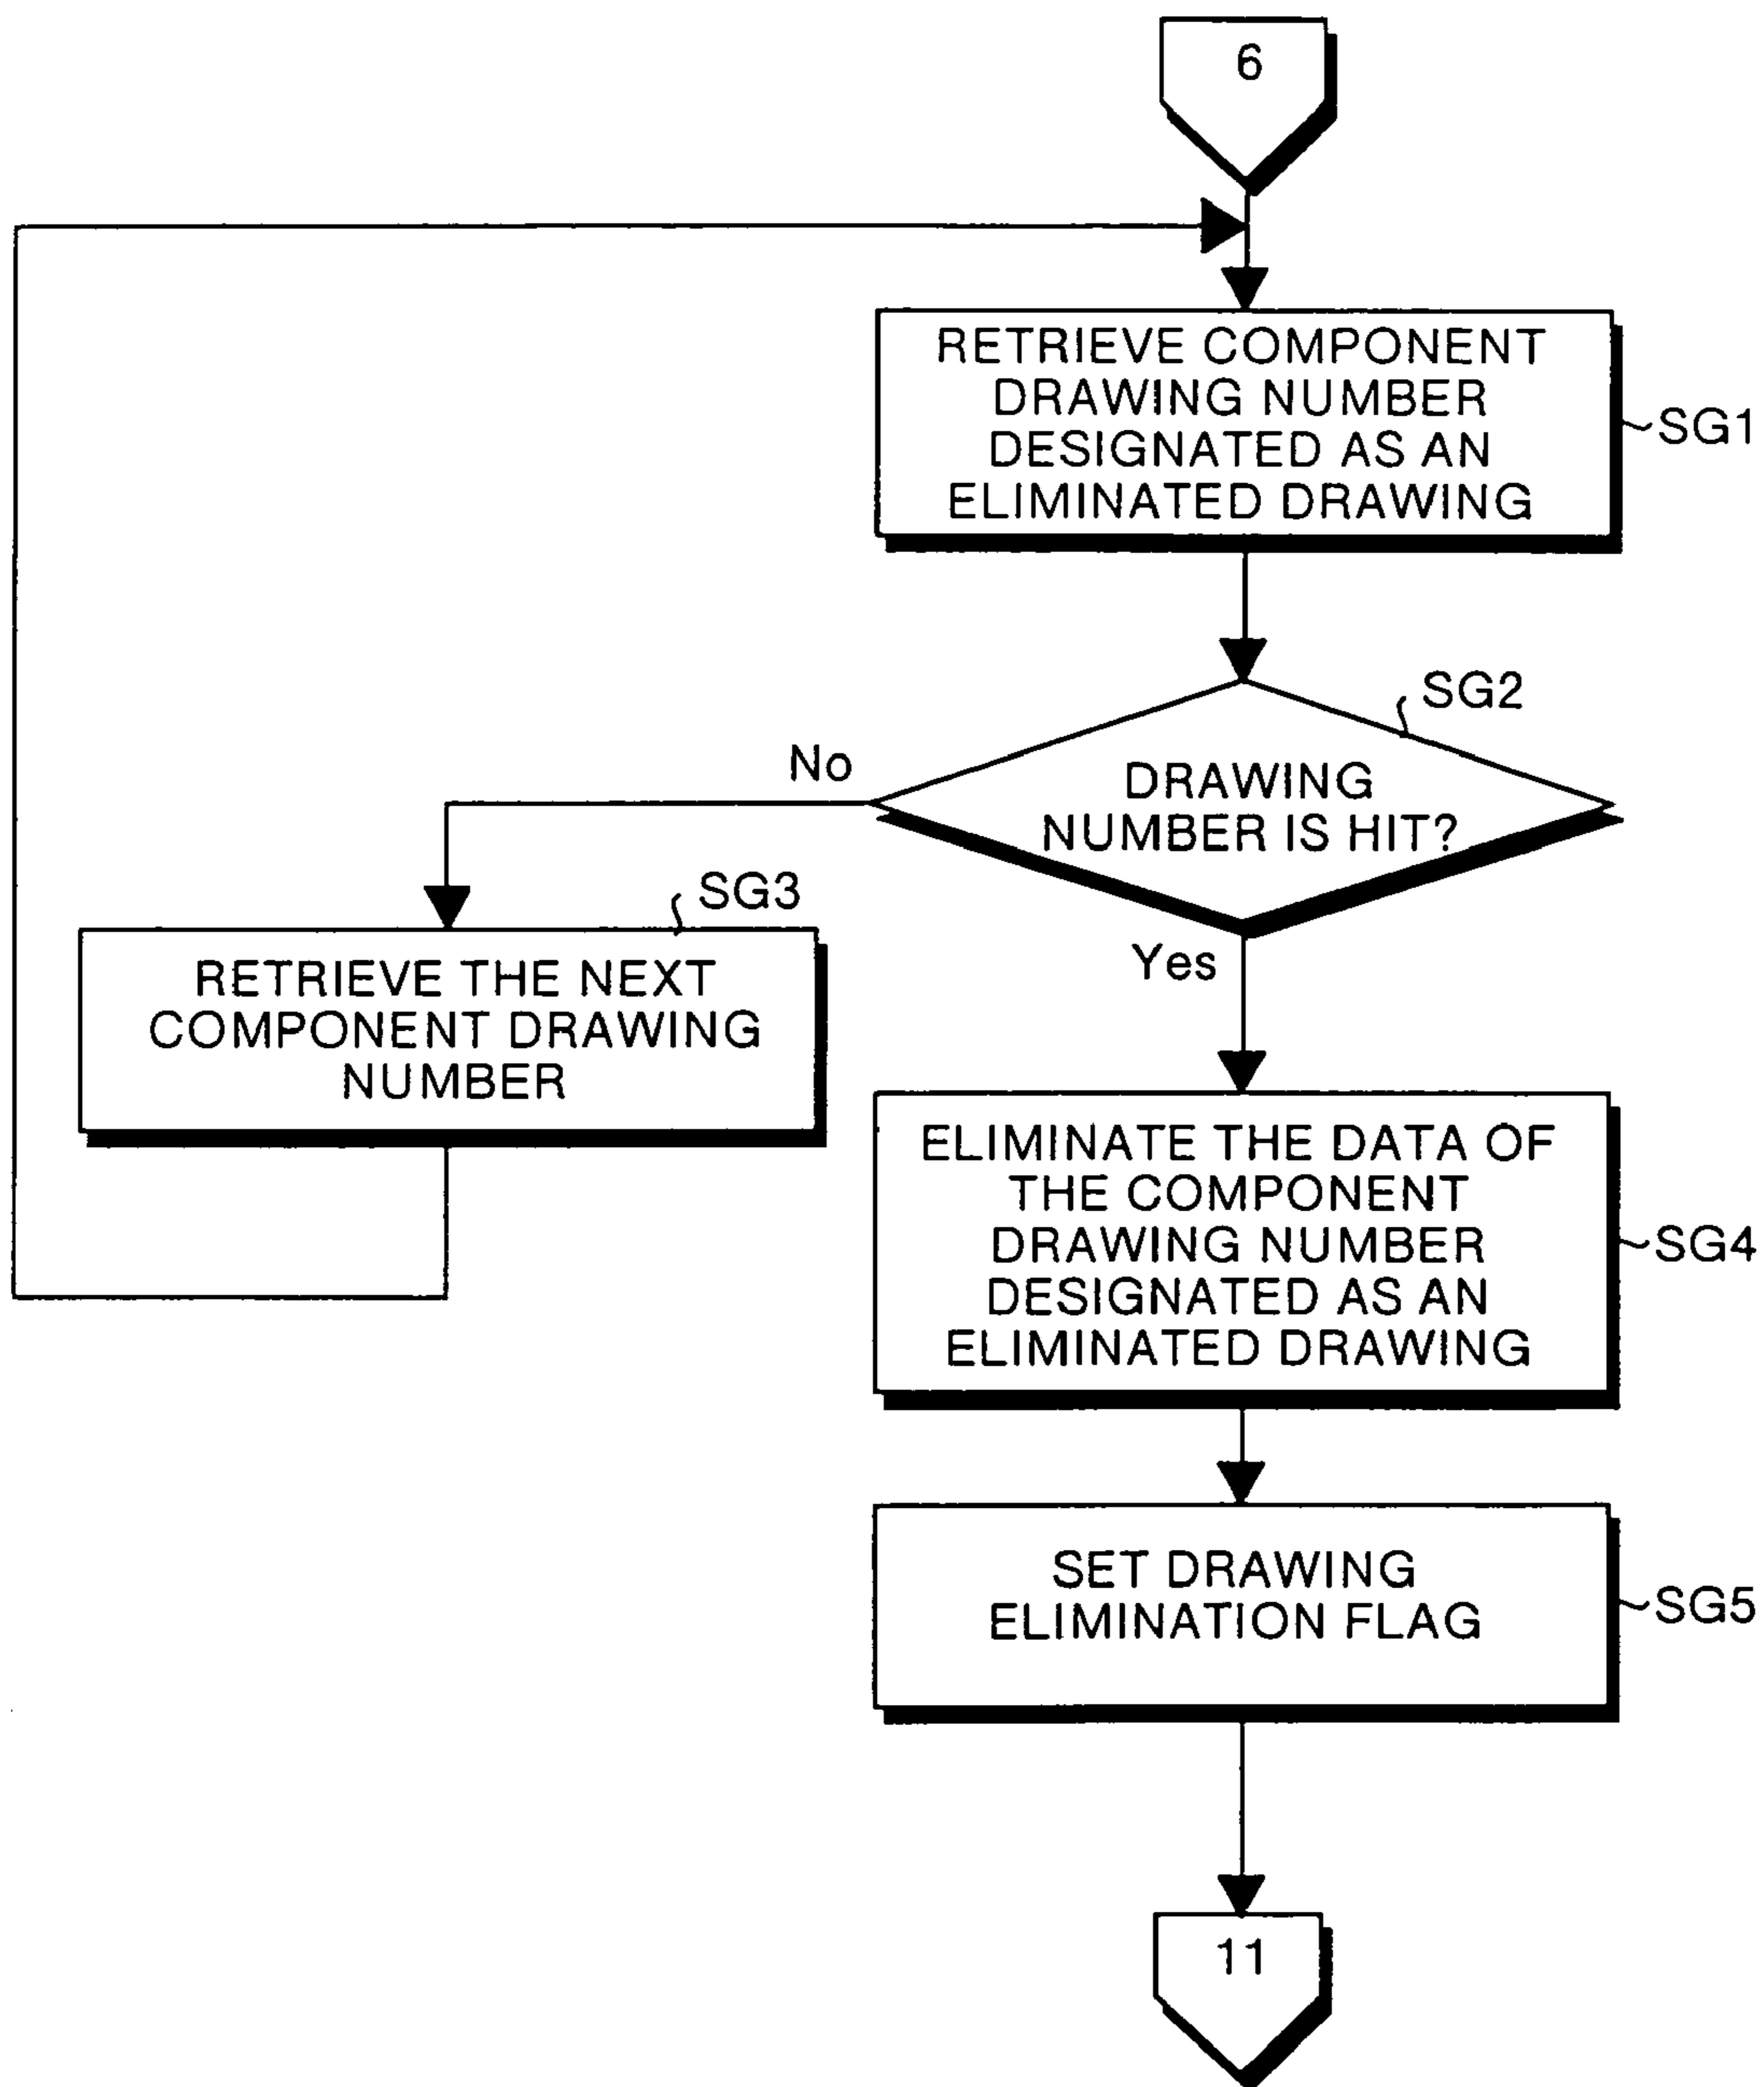 6
RETRIEVE COMPONENT
DRAWING NUMBER
DESIGNATED AS AN
ELIMINATED DRAWING
SG1
SG2
DRAWING
NUMBER IS HIT?
No
Yes
SG3
RETRIEVE THE NEXT
COMPONENT DRAWING
NUMBER
ELIMINATE THE DATA OF
THE COMPONENT
DRAWING NUMBER
DESIGNATED AS AN
ELIMINATED DRAWING
SG4
SET DRAWING
ELIMINATION FLAG
SG5
11